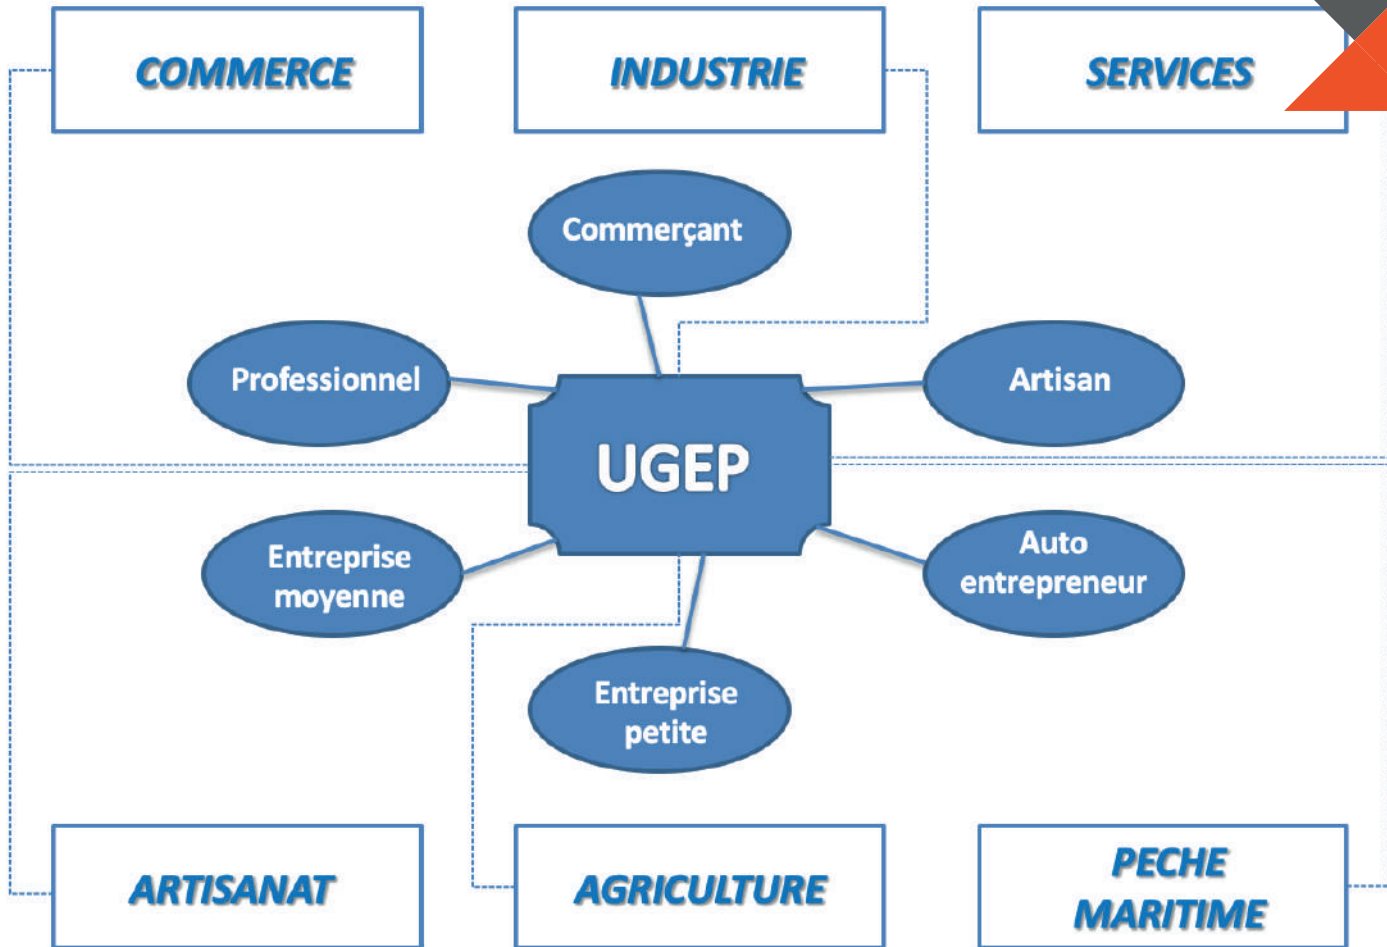 COMMERCE
INDUSTRIE
SERVICES
Commerçant
Professionnel
Artisan
UGEP
Entreprise
moyenne
Auto
entrepreneur
Entreprise
petite
ARTISANAT
AGRICULTURE
PECHE
MARITIME